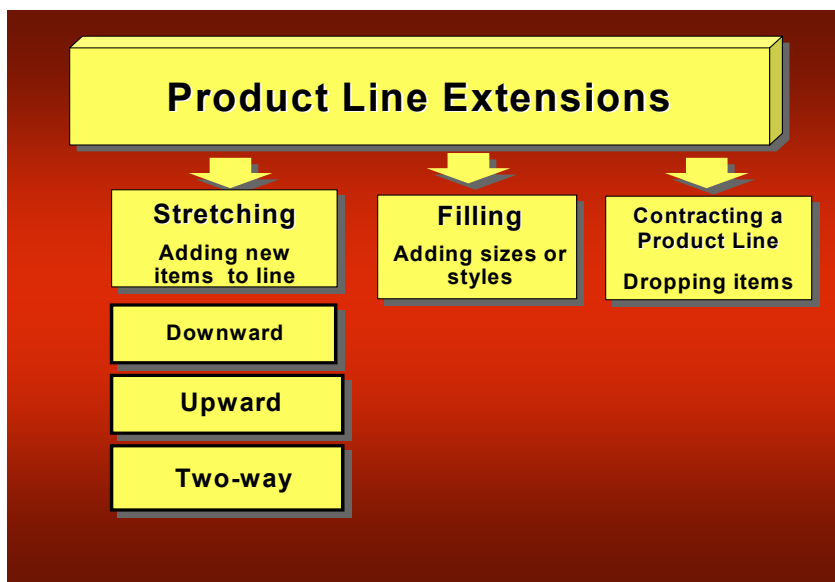 Product Line Extensions
Stretching
Adding new
items to line
Downward
Upward
Two-way
Filling
Adding sizes or
styles
Contracting a
Product Line
Dropping items